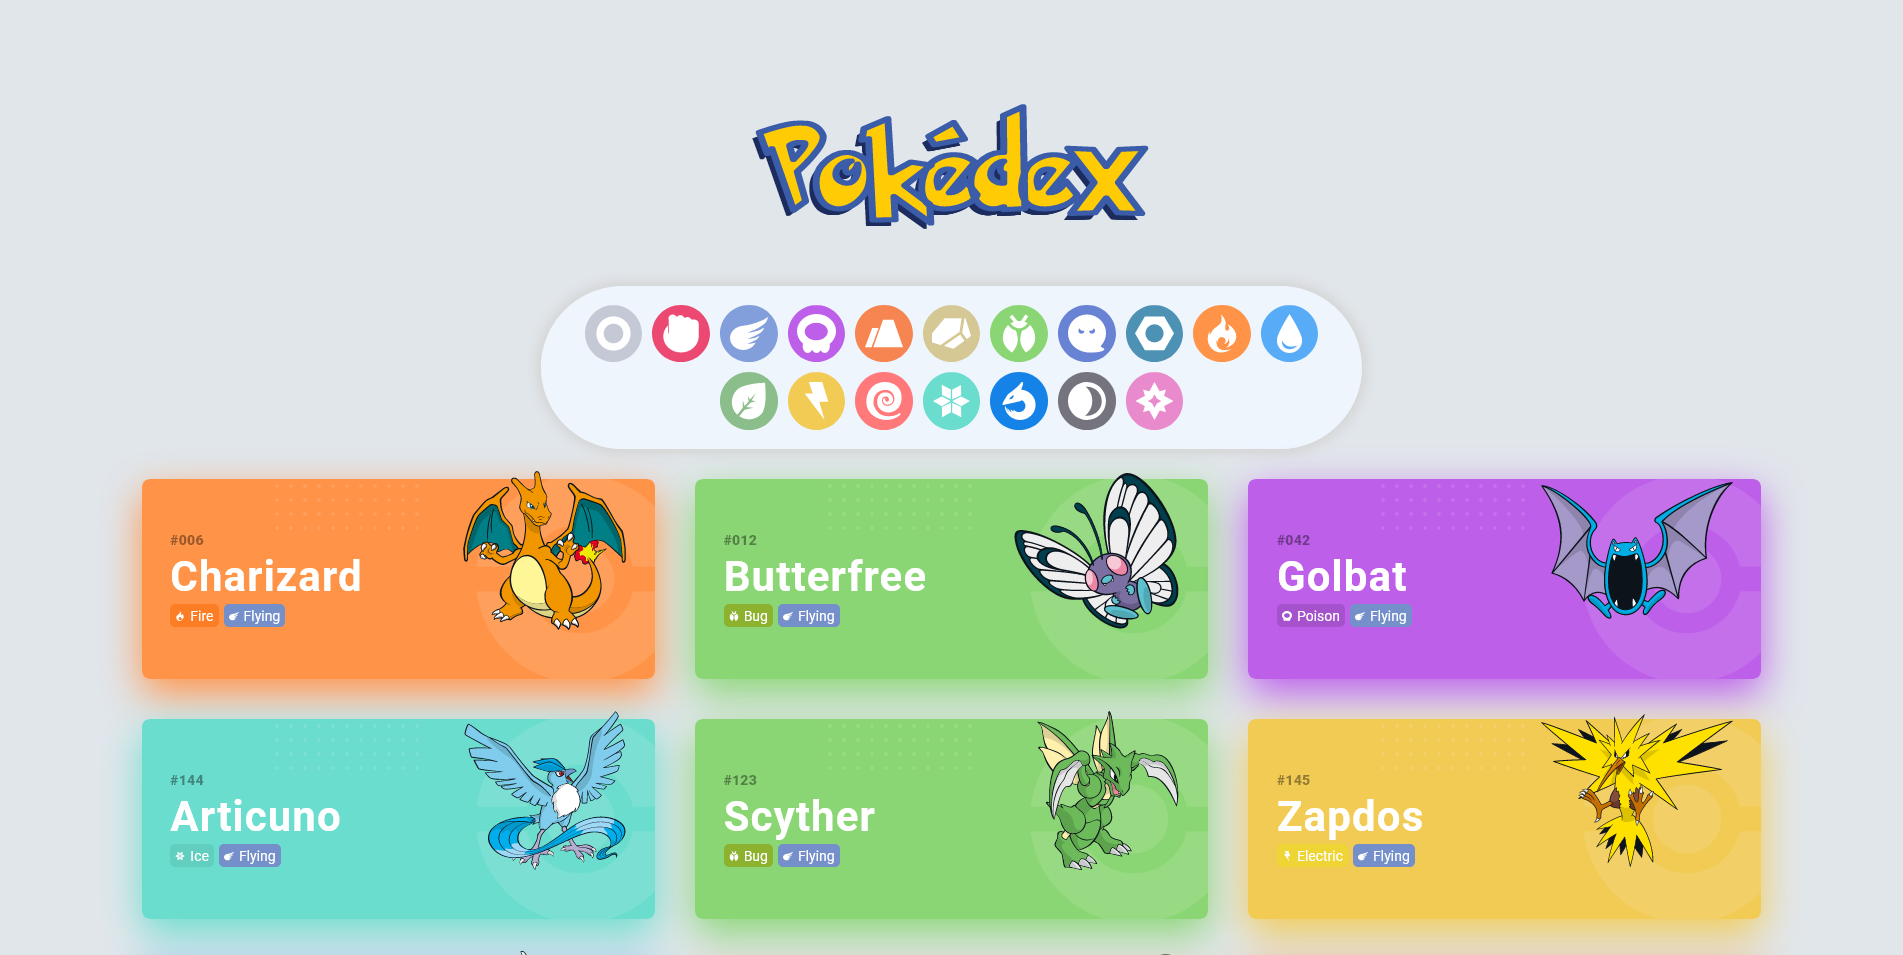 Pokédex
#006
Charizard
Fire Flying
#012
Butterfree
Bug Flying
#042
Golbat
Poison Flying
#144
Articuno
Ice Flying
#123
Scyther
Bug Flying
#145
Zapdos
Electric Flying